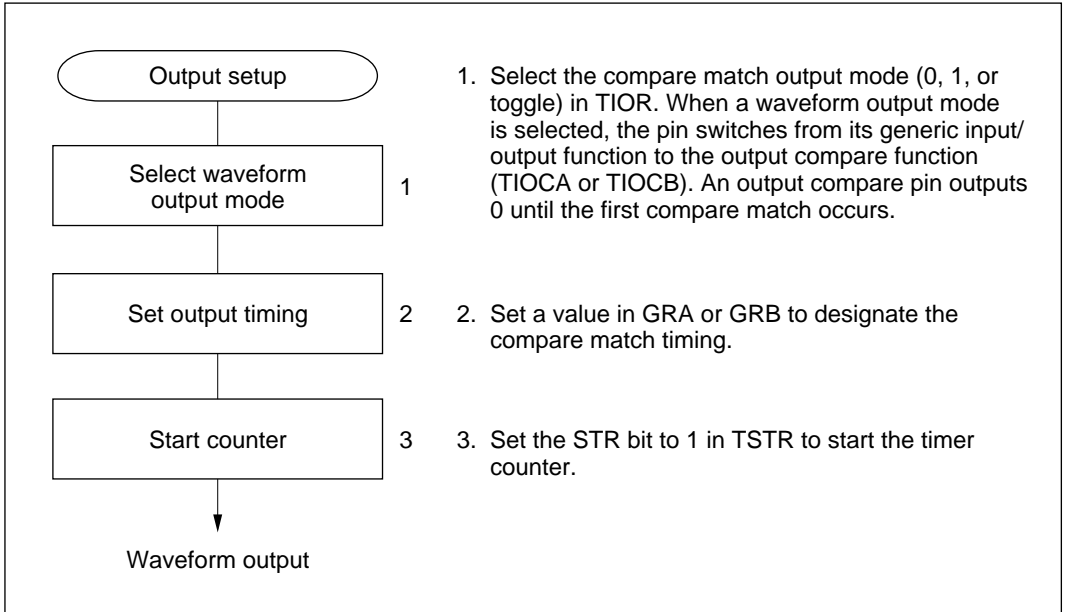 Output setup
Select waveform
output mode
1
1. Select the compare match output mode (0, 1, or
toggle) in TIOR. When a waveform output mode
is selected, the pin switches from its generic input/
output function to the output compare function
(TIOCA or TIOCB). An output compare pin outputs
0 until the first compare match occurs.
Set output timing
2
2. Set a value in GRA or GRB to designate the
compare match timing.
Start counter
3
3. Set the STR bit to 1 in TSTR to start the timer
counter.
Waveform output